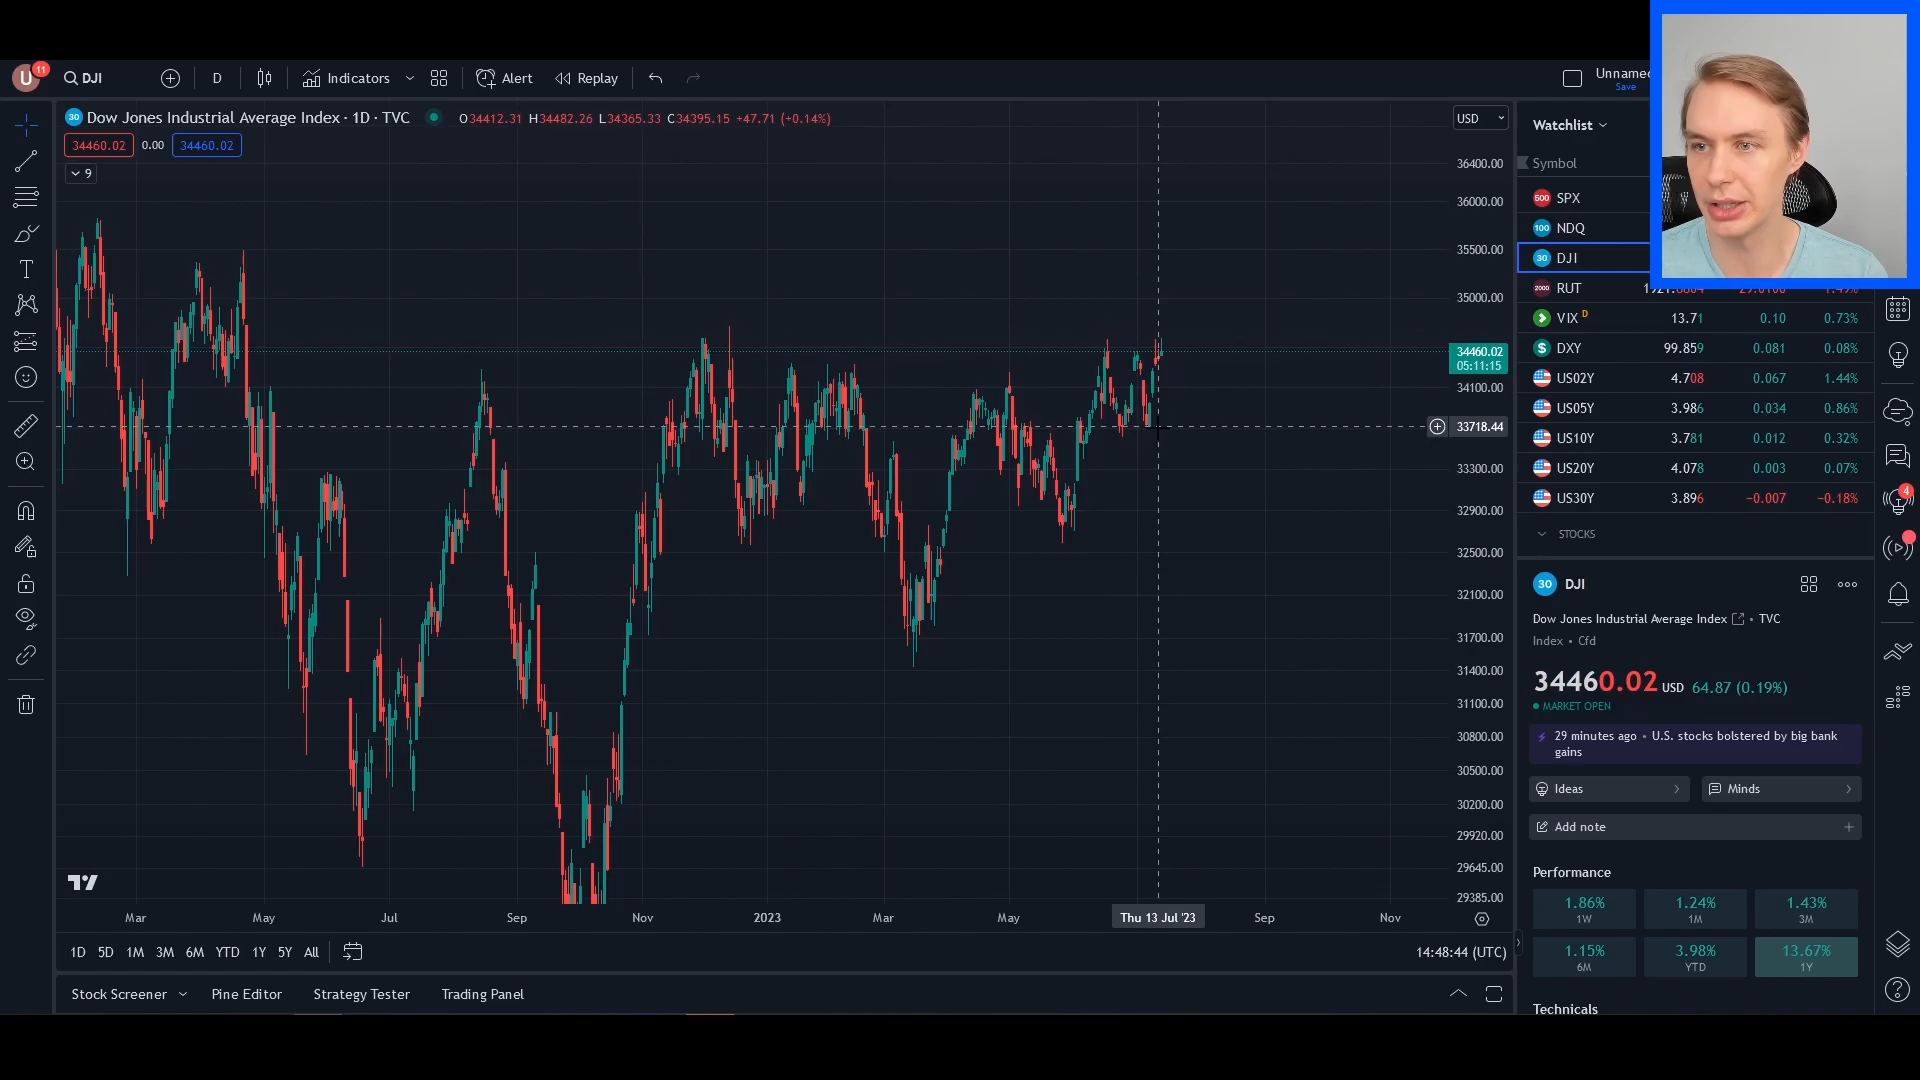 U 11 DJI D Indicators Alert Replay Unnamed
Save
30 Dow Jones Industrial Average Index · 1D · TVC O34412.31 H34482.26 L34365.33 C34395.15 +47.71 (+0.14%)
34460.02 0.00 34460.02
9
USD
36400.00
36000.00
35500.00
35000.00
34460.02
05:11:15
34100.00
33718.44
33300.00
32900.00
32500.00
32100.00
31700.00
31400.00
31100.00
30800.00
30500.00
30200.00
29920.00
29645.00
29385.00
Mar May Jul Sep Nov 2023 Mar May Thu 13 Jul '23 Sep Nov
1D 5D 1M 3M 6M YTD 1Y 5Y All 14:48:44 (UTC)
Stock Screener Pine Editor Strategy Tester Trading Panel
Watchlist
Symbol
500 SPX
100 NDQ
30 DJI
2000 RUT
VIX D 13.71 0.10 0.73%
$ DXY 99.859 0.081 0.08%
US02Y 4.708 0.067 1.44%
US05Y 3.986 0.034 0.86%
US10Y 3.781 0.012 0.32%
US20Y 4.078 0.003 0.07%
US30Y 3.896 −0.007 −0.18%
STOCKS
30 DJI
Dow Jones Industrial Average Index • TVC
Index • Cfd
34460.02 USD 64.87 (0.19%)
MARKET OPEN
29 minutes ago • U.S. stocks bolstered by big bank
gains
Ideas Minds
Add note
Performance
1.86% 1.24% 1.43%
1W 1M 3M
1.15% 3.98% 13.67%
6M YTD 1Y
Technicals
4